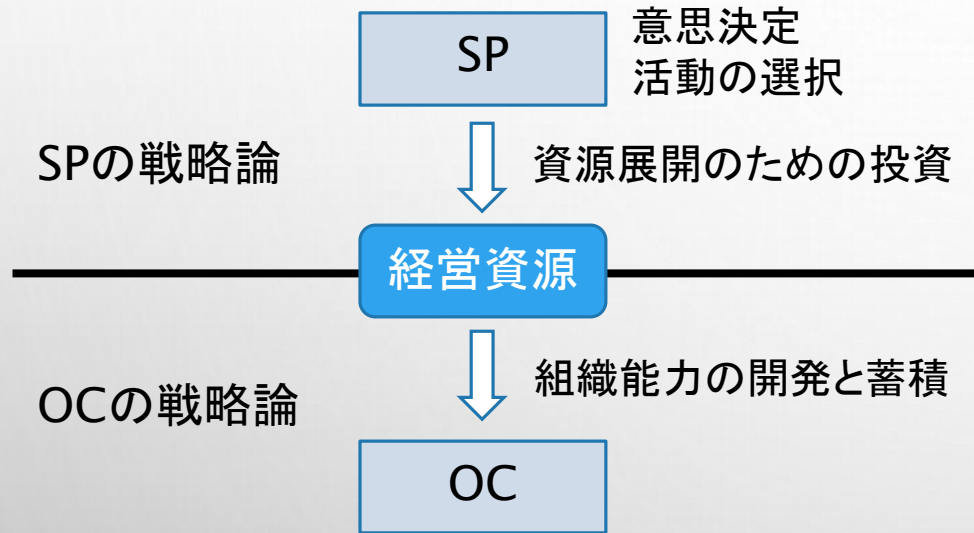 SP
意思決定
活動の選択
SPの戦略論
資源展開のための投資
経営資源
OCの戦略論
組織能力の開発と蓄積
OC